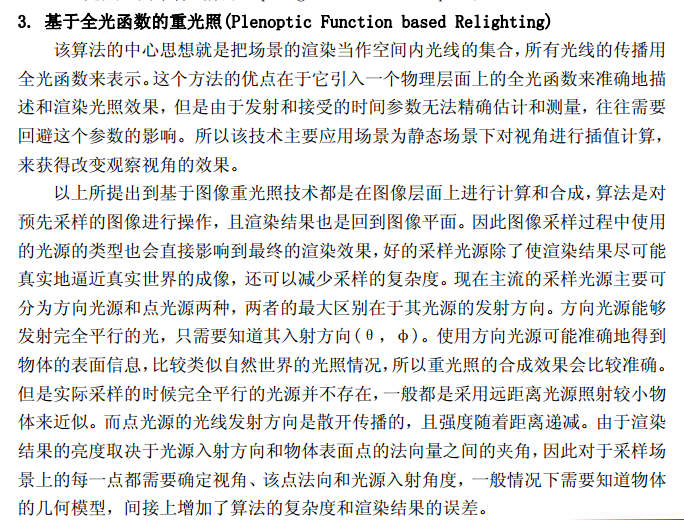 3. 基于全光函数的重光照(Plenoptic Function based Relighting)
该算法的中心思想就是把场景的渲染当作空间内光线的集合,所有光线的传播用
全光函数来表示。这个方法的优点在于它引入一个物理层面上的全光函数来准确地描
述和渲染光照效果，但是由于发射和接受的时间参数无法精确估计和测量，往往需要
回避这个参数的影响。所以该技术主要应用场景为静态场景下对视角进行插值计算，
来获得改变观察视角的效果。
以上所提出到基于图像重光照技术都是在图像层面上进行计算和合成，算法是对
预先采样的图像进行操作，且渲染结果也是回到图像平面。因此图像采样过程中使用
的光源的类型也会直接影响到最终的渲染效果，好的采样光源除了使渲染结果尽可能
真实地逼近真实世界的成像，还可以减少采样的复杂度。现在主流的采样光源主要可
分为方向光源和点光源两种，两者的最大区别在于其光源的发射方向。方向光源能够
发射完全平行的光，只需要知道其入射方向(θ，φ)。使用方向光源可能准确地得到
物体的表面信息，比较类似自然世界的光照情况，所以重光照的合成效果会比较准确。
但是实际采样的时候完全平行的光源并不存在，一般都是采用远距离光源照射较小物
体来近似。而点光源的光线发射方向是散开传播的，且强度随着距离递减。由于渲染
结果的亮度取决于光源入射方向和物体表面点的法向量之间的夹角，因此对于采样场
景上的每一点都需要确定视角、该点法向和光源入射角度，一般情况下需要知道物体
的几何模型，间接上增加了算法的复杂度和渲染结果的误差。